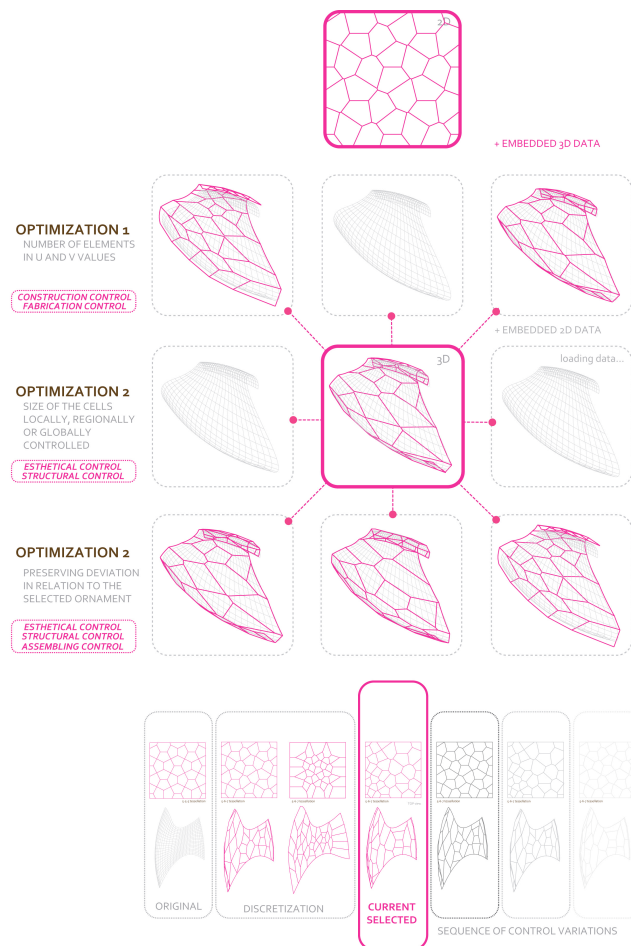 2D
+ EMBEDDED 3D DATA
OPTIMIZATION 1
NUMBER OF ELEMENTS
IN U AND V VALUES
CONSTRUCTION CONTROL
FABRICATION CONTROL
+ EMBEDDED 2D DATA
3D
loading data...
OPTIMIZATION 2
SIZE OF THE CELLS
LOCALLY, REGIONALLY
OR GLOBALLY
CONTROLLED
ESTHETICAL CONTROL
STRUCTURAL CONTROL
OPTIMIZATION 2
PRESERVING DEVIATION
IN RELATION TO THE
SELECTED ORNAMENT
ESTHETICAL CONTROL
STRUCTURAL CONTROL
ASSEMBLING CONTROL
ORIGINAL
DISCRETIZATION
CURRENT
SELECTED
SEQUENCE OF CONTROL VARIATIONS